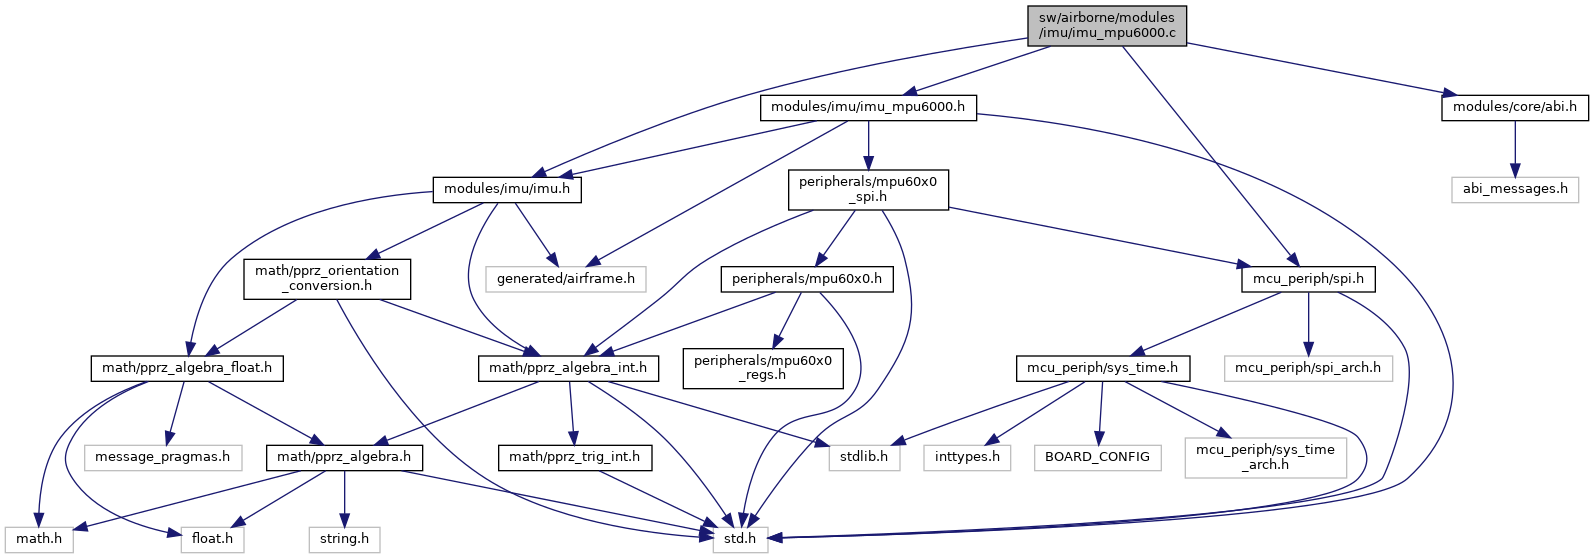 sw/airborne/modules
/imu/imu_mpu6000.c
modules/imu/imu_mpu6000.h
modules/core/abi.h
modules/imu/imu.h
peripherals/mpu60x0
_spi.h
abi_messages.h
math/pprz_orientation
_conversion.h
generated/airframe.h
peripherals/mpu60x0.h
mcu_periph/spi.h
math/pprz_algebra_float.h
math/pprz_algebra_int.h
peripherals/mpu60x0
_regs.h
mcu_periph/sys_time.h
mcu_periph/spi_arch.h
message_pragmas.h
math/pprz_algebra.h
math/pprz_trig_int.h
stdlib.h
inttypes.h
BOARD_CONFIG
mcu_periph/sys_time
_arch.h
math.h
float.h
string.h
std.h